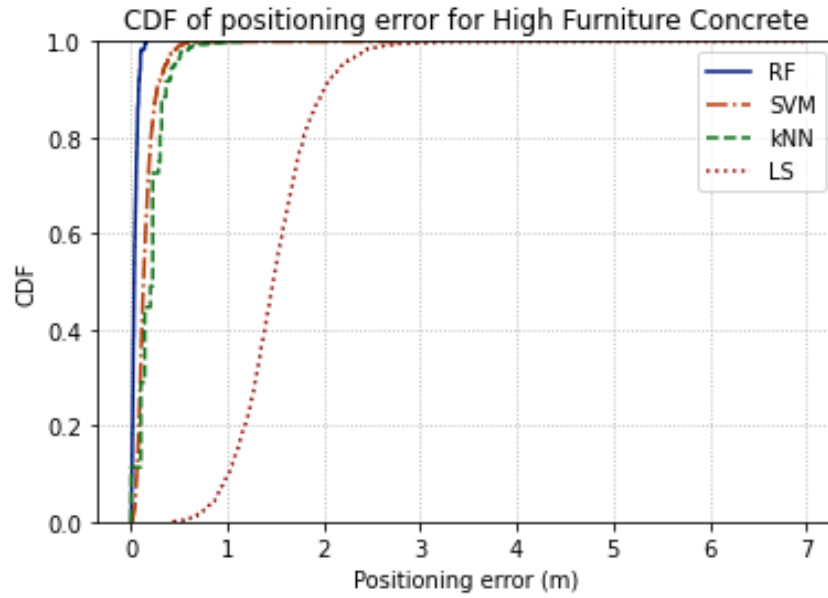 CDF of positioning error for High Furniture Concrete
1.0
0.8
0.6
0.4
0.2
0.0
CDF
RF
SVM
kNN
LS
0 1 2 3 4 5 6 7
Positioning error (m)